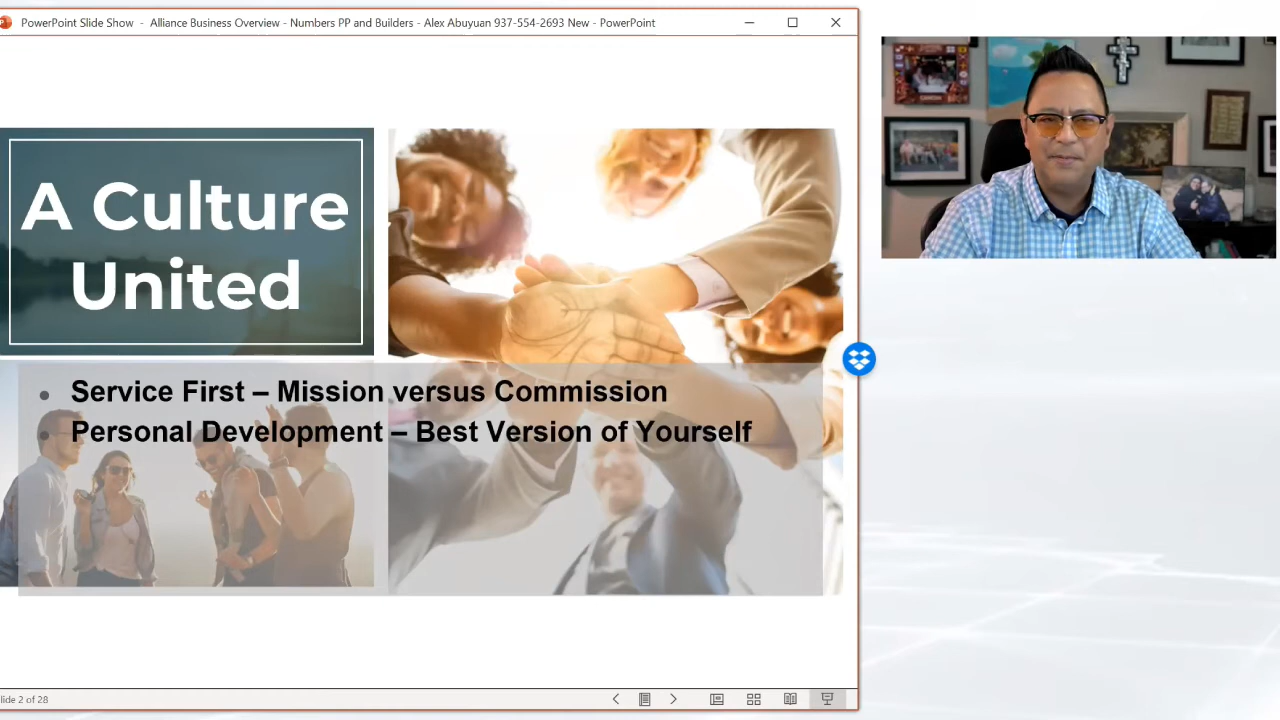 PowerPoint Slide Show - Alliance Business Overview - Numbers PP and Builders - Alex Abuyuan 937-554-2693 New - PowerPoint
A Culture
United
Service First – Mission versus Commission
Personal Development – Best Version of Yourself
lide 2 of 28